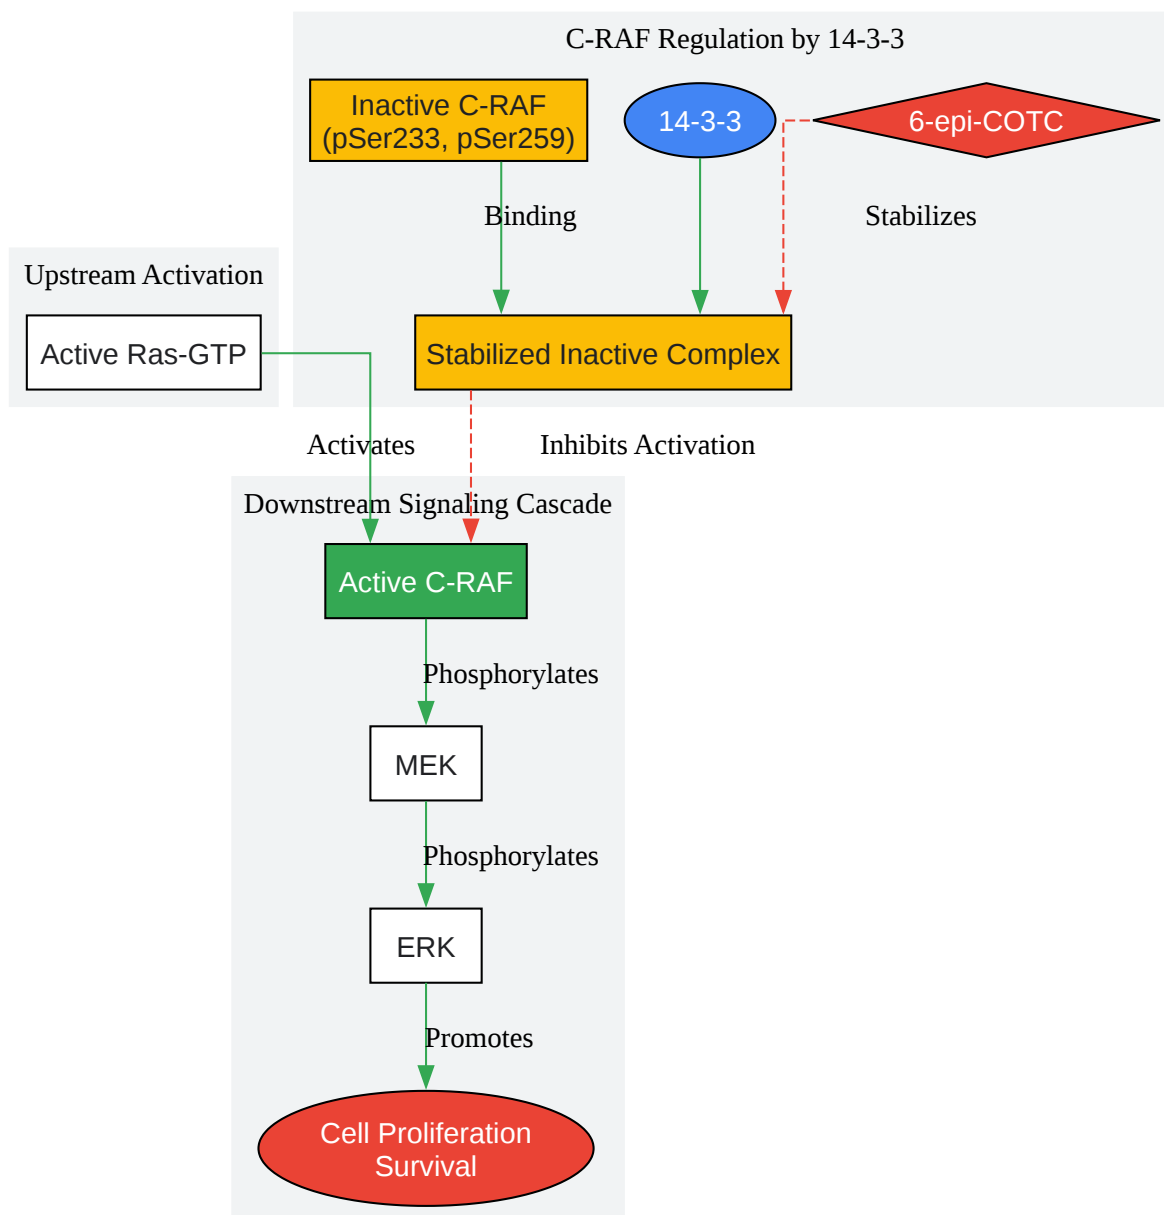 C-RAF Regulation by 14-3-3
Inactive C-RAF
(pSer233, pSer259)
14-3-3
6-epi-COTC
Binding
Stabilizes
Upstream Activation
Active Ras-GTP
Stabilized Inactive Complex
Activates
Inhibits Activation
Downstream Signaling Cascade
Active C-RAF
Phosphorylates
MEK
Phosphorylates
ERK
Promotes
Cell Proliferation
Survival